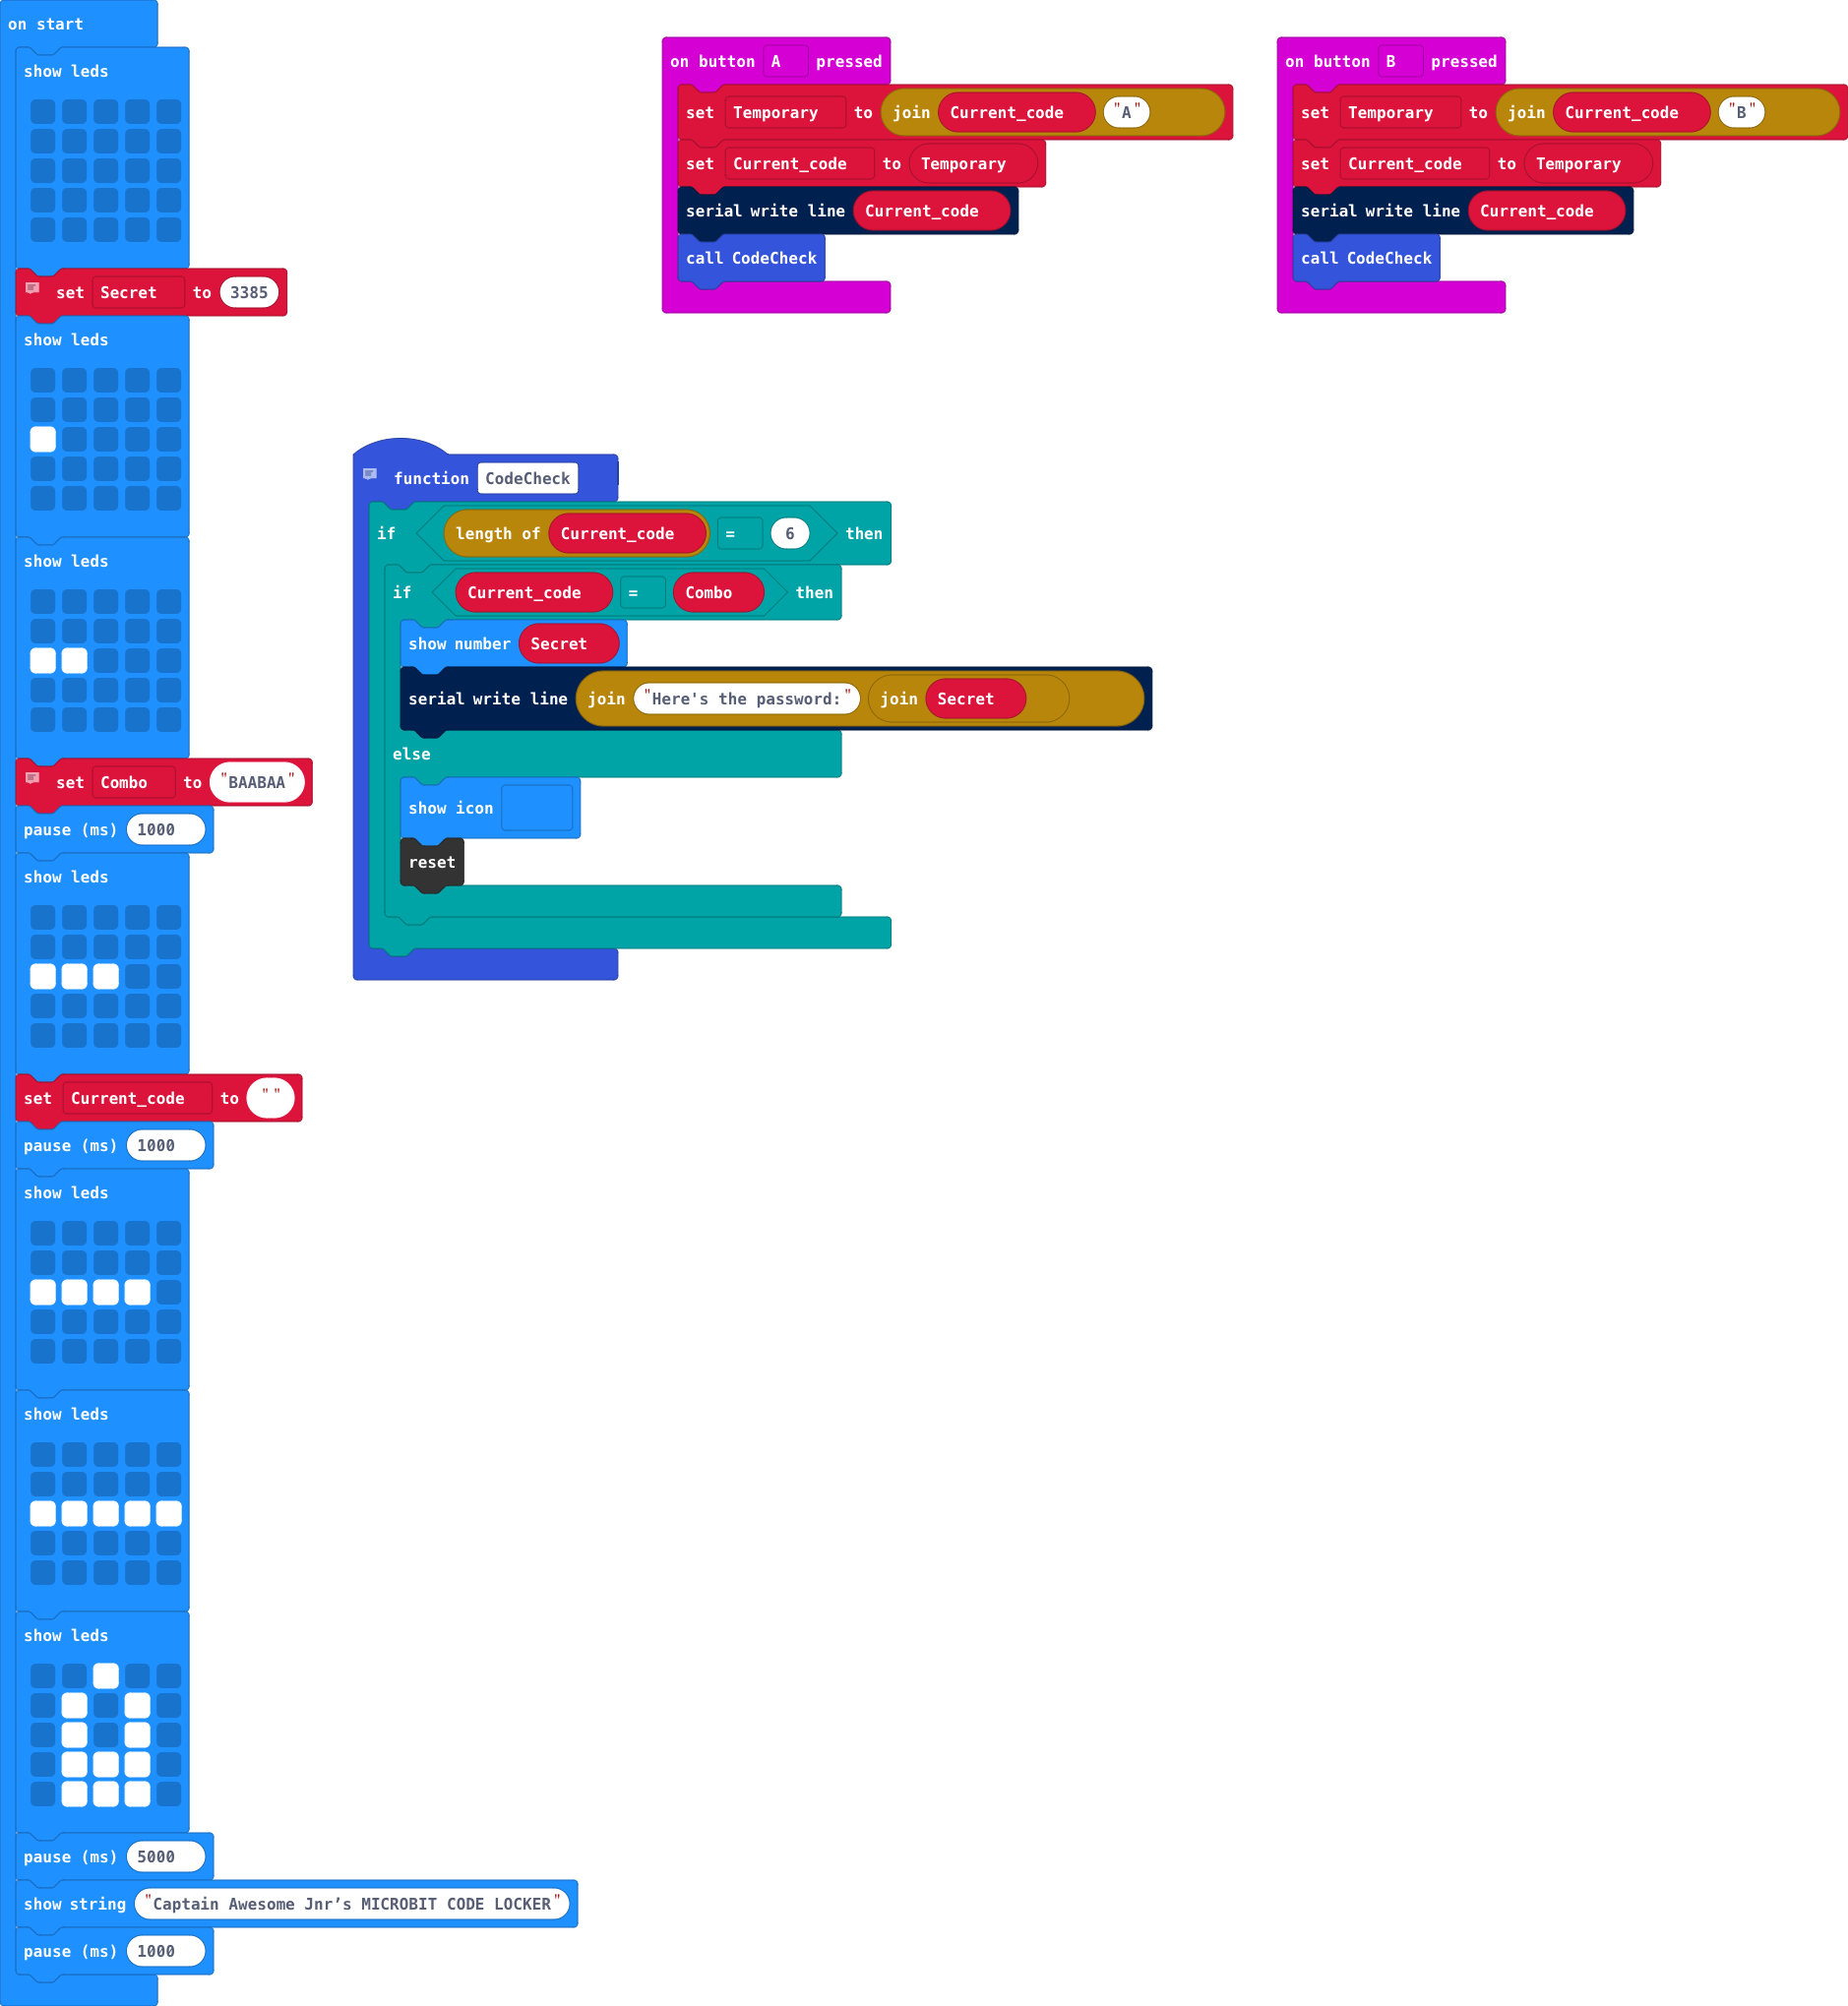 on start
show leds
set Secret to 3385
show leds
show leds
set Combo to "BAABAA"
pause (ms) 1000
show leds
set Current_code to " "
pause (ms) 1000
show leds
show leds
show leds
pause (ms) 5000
show string "Captain Awesome Jnr’s MICROBIT CODE LOCKER"
pause (ms) 1000
on button A pressed
set Temporary to join Current_code "A"
set Current_code to Temporary
serial write line Current_code
call CodeCheck
on button B pressed
set Temporary to join Current_code "B"
set Current_code to Temporary
serial write line Current_code
call CodeCheck
function CodeCheck
if length of Current_code = 6 then
if Current_code = Combo then
show number Secret
serial write line join "Here's the password:" join Secret
else
show icon
reset